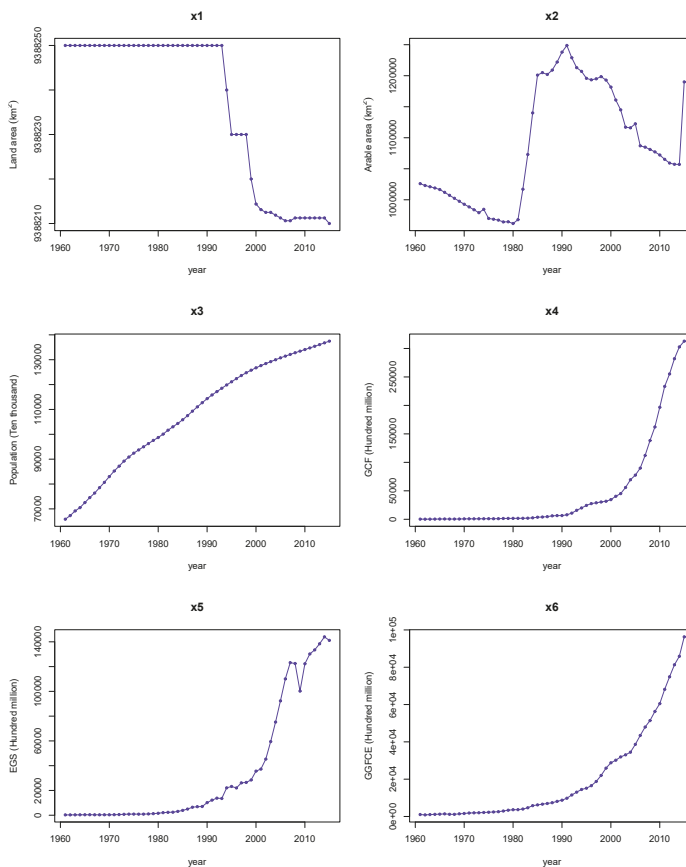 x1
Land area (km²)
9388210
9388230
9388250
1960 1970 1980 1990 2000 2010
year
x2
Arable area (km²)
1000000
1100000
1200000
1960 1970 1980 1990 2000 2010
year
x3
Population (Ten thousand)
70000
90000
110000
130000
1960 1970 1980 1990 2000 2010
year
x4
GCF (Hundred million)
0
50000
150000
250000
1960 1970 1980 1990 2000 2010
year
x5
EGS (Hundred million)
0
20000
60000
100000
140000
1960 1970 1980 1990 2000 2010
year
x6
GGFCE (Hundred million)
0e+00
2e+04
4e+04
6e+04
8e+04
1e+05
1960 1970 1980 1990 2000 2010
year